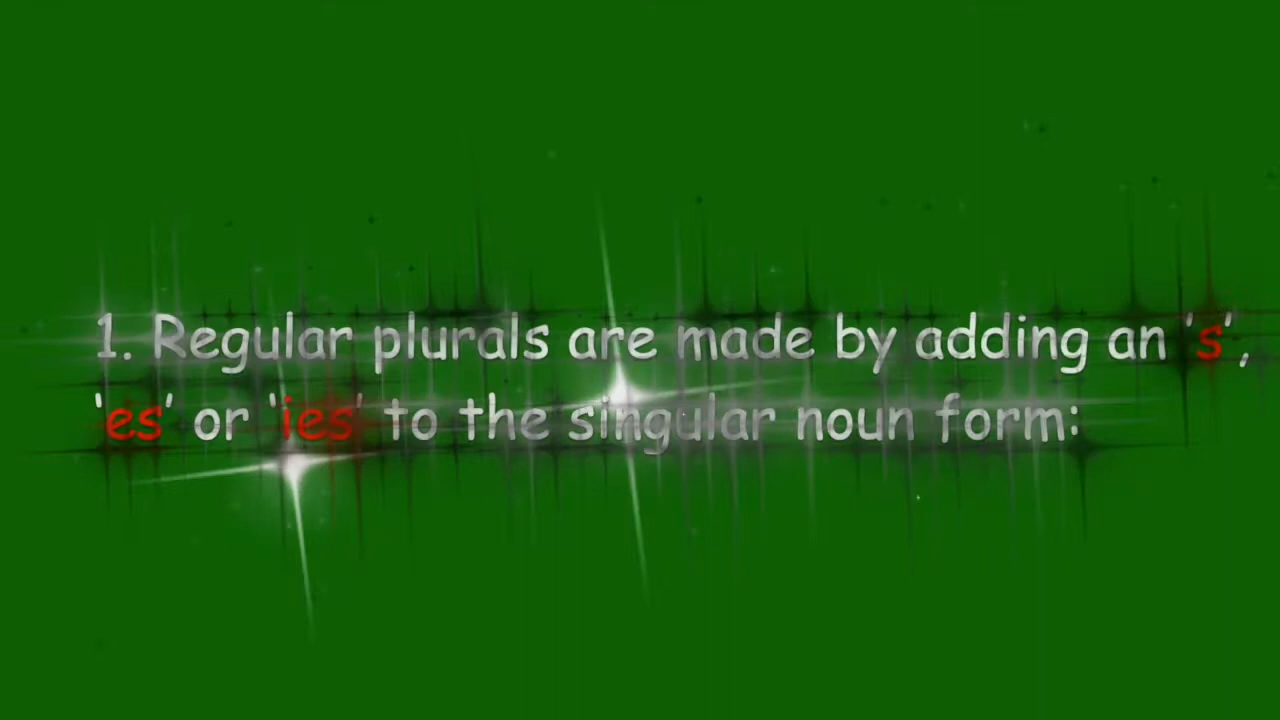 1. Regular plurals are made by adding an 's',
'es' or 'ies' to the singular noun form: